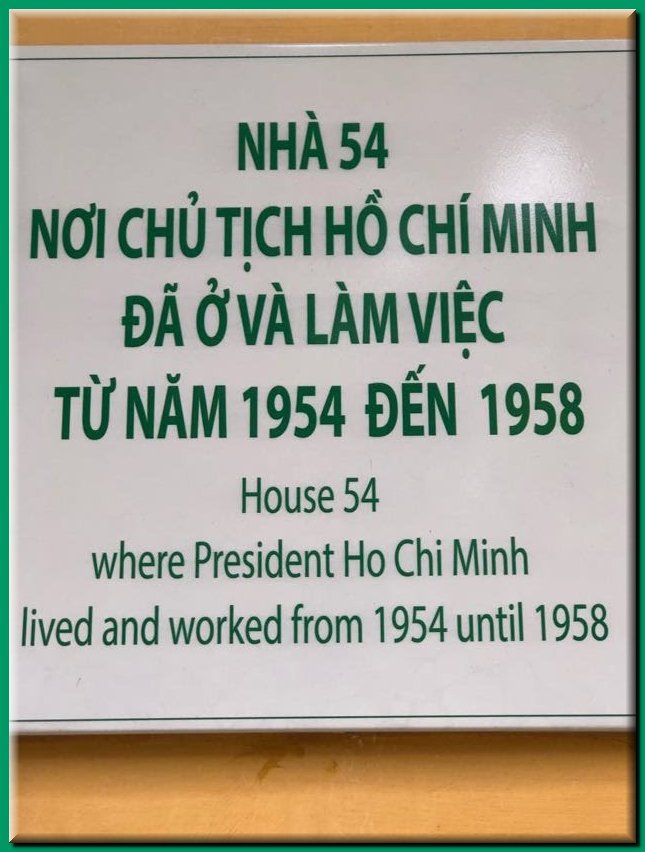 NHÀ 54
NƠI CHỦ TỊCH HỒ CHÍ MINH
ĐÃ Ở VÀ LÀM VIỆC
TỪ NĂM 1954 ĐẾN 1958
House 54
where President Ho Chi Minh
lived and worked from 1954 until 1958